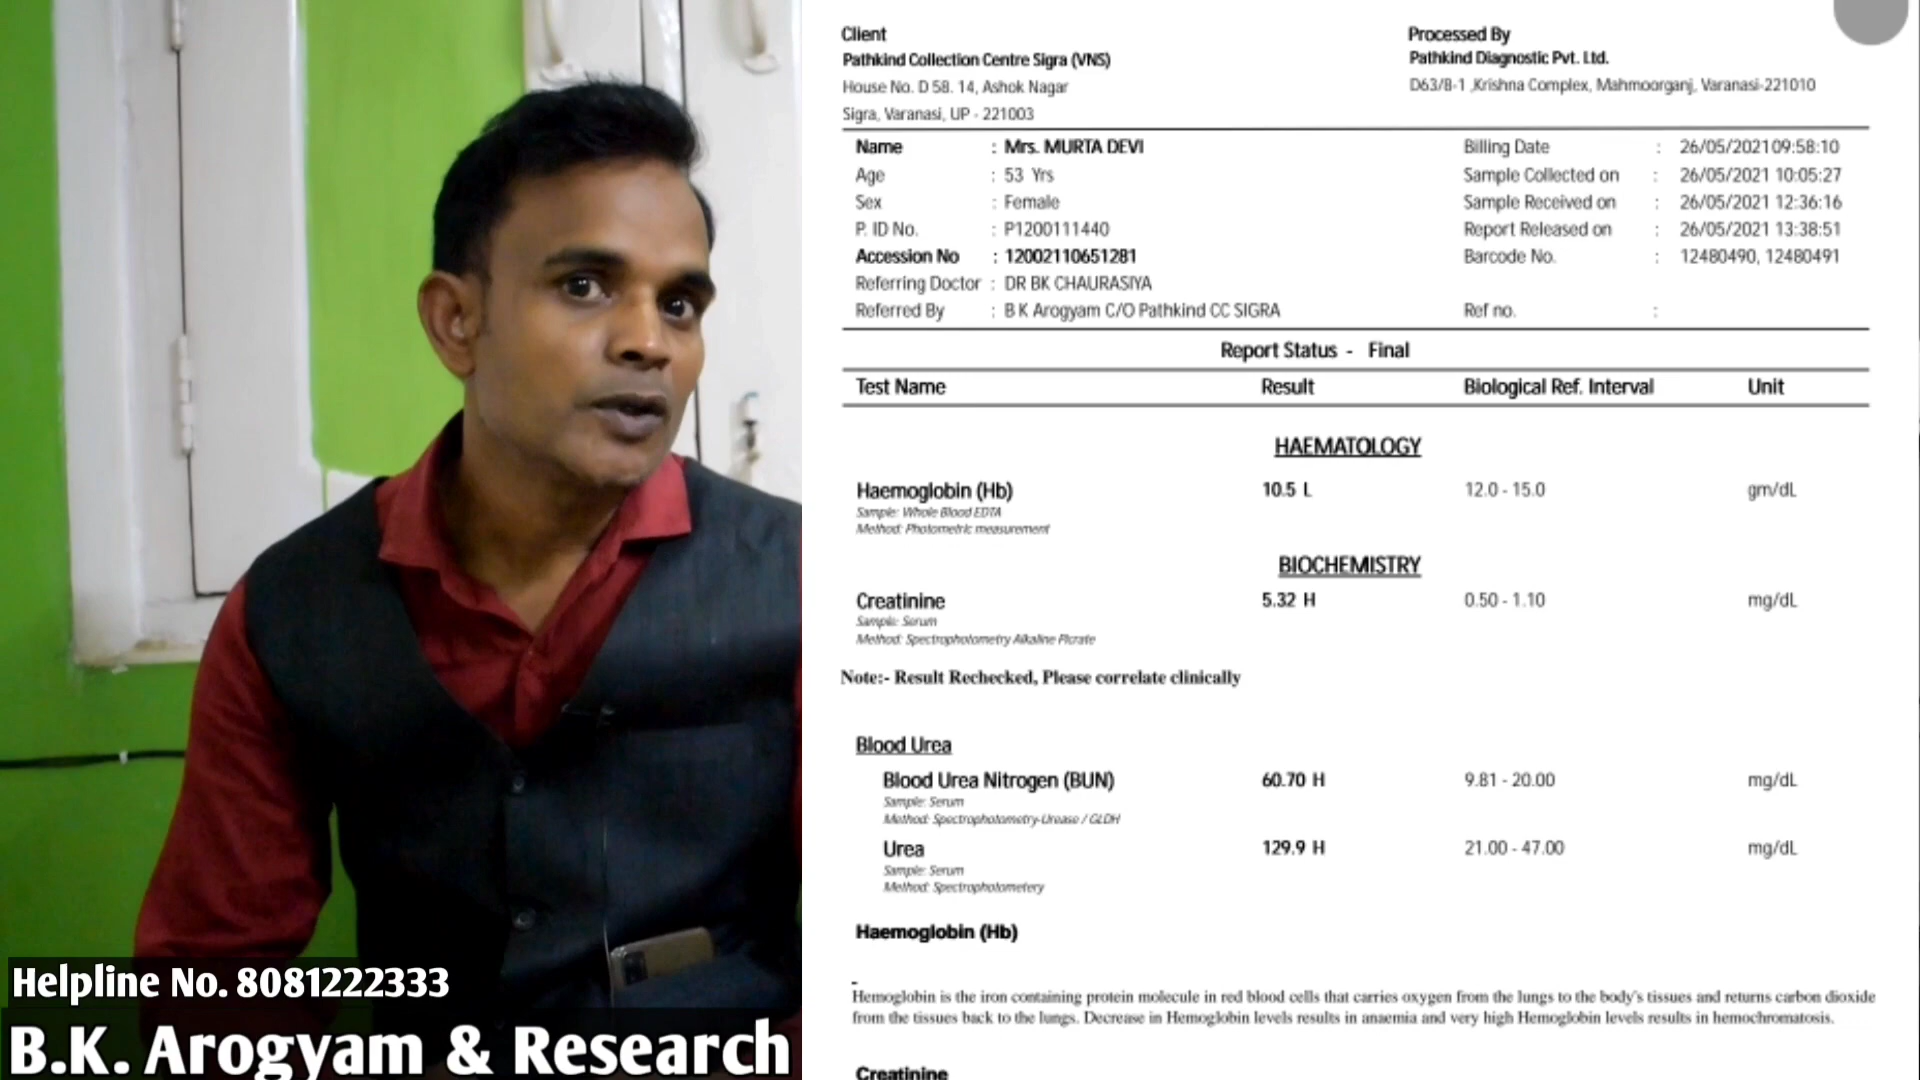 Client
Pathkind Collection Centre Sigra (VNS)
House No. D 58. 14, Ashok Nagar
Sigra, Varanasi, UP - 221003
Processed By
Pathkind Diagnostic Pvt. Ltd.
D63/B-1 ,Krishna Complex, Mahmoorganj, Varanasi-221010
Name : Mrs. MURTA DEVI
Age : 53 Yrs
Sex : Female
P. ID No. : P1200111440
Accession No : 12002110651281
Referring Doctor : DR BK CHAURASIYA
Referred By : B K Arogyam C/O Pathkind CC SIGRA
Billing Date : 26/05/2021 09:58:10
Sample Collected on : 26/05/2021 10:05:27
Sample Received on : 26/05/2021 12:36:16
Report Released on : 26/05/2021 13:38:51
Barcode No. : 12480490, 12480491
Ref no. :
Report Status - Final
Test Name Result Biological Ref. Interval Unit
HAEMATOLOGY
Haemoglobin (Hb) 10.5 L 12.0 - 15.0 gm/dL
Sample: Whole Blood EDTA
Method: Photometric measurement
BIOCHEMISTRY
Creatinine 5.32 H 0.50 - 1.10 mg/dL
Sample: Serum
Method: Spectrophotometry Alkaline Picrate
Note:- Result Rechecked, Please correlate clinically
Blood Urea
Blood Urea Nitrogen (BUN) 60.70 H 9.81 - 20.00 mg/dL
Sample: Serum
Method: Spectrophotometry-Urease / GLDH
Urea 129.9 H 21.00 - 47.00 mg/dL
Sample: Serum
Method: Spectrophotometery
Haemoglobin (Hb)
-
Hemoglobin is the iron containing protein molecule in red blood cells that carries oxygen from the lungs to the body's tissues and returns carbon dioxide
from the tissues back to the lungs. Decrease in Hemoglobin levels results in anaemia and very high Hemoglobin levels results in hemochromatosis.
Creatinine
Helpline No. 8081222333
B.K. Arogyam & Research